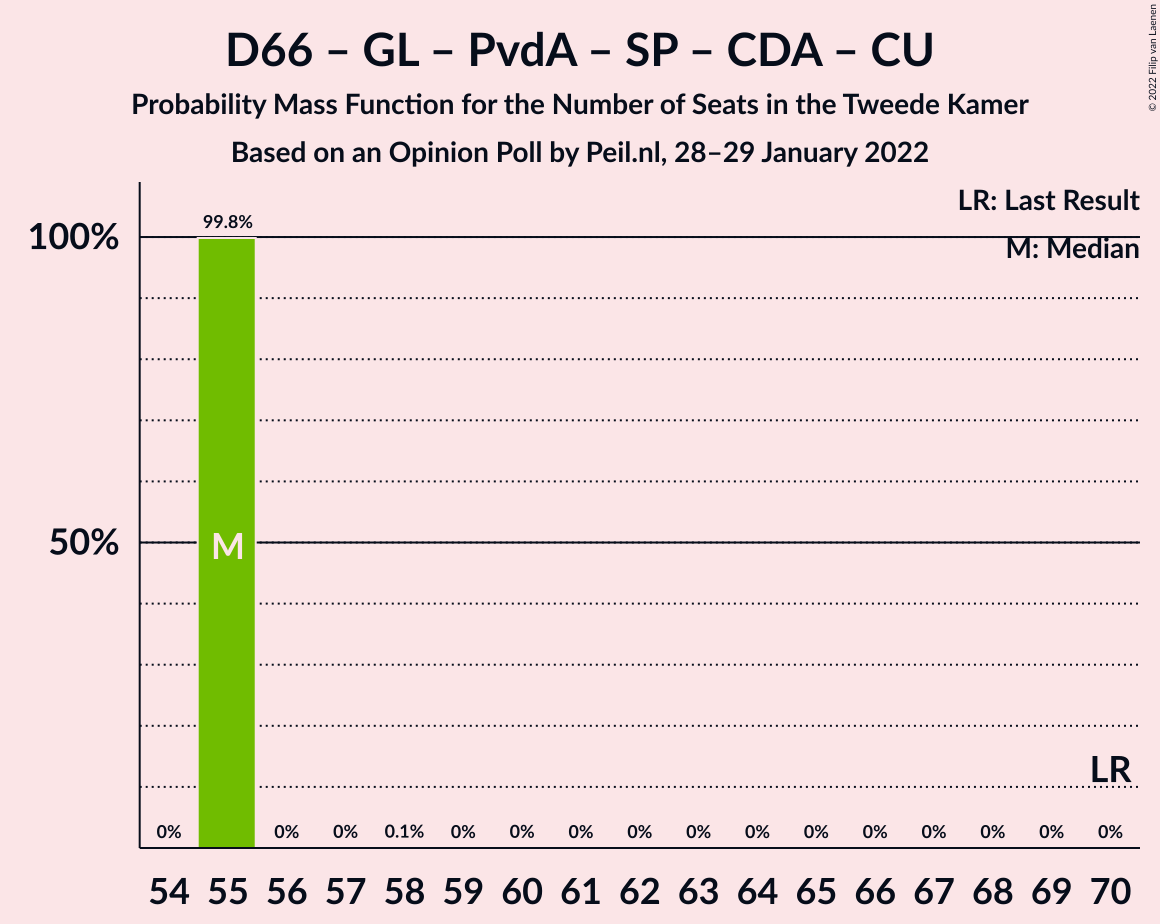 D66 – GL – PvdA – SP – CDA – CU
Probability Mass Function for the Number of Seats in the Tweede Kamer
Based on an Opinion Poll by Peil.nl, 28–29 January 2022
© 2022 Filip van Laenen
LR: Last Result
M: Median
99.8%
100%
50%
M
LR
0% 0% 0% 0.1% 0% 0% 0% 0% 0% 0% 0% 0% 0% 0% 0% 0%
54 55 56 57 58 59 60 61 62 63 64 65 66 67 68 69 70